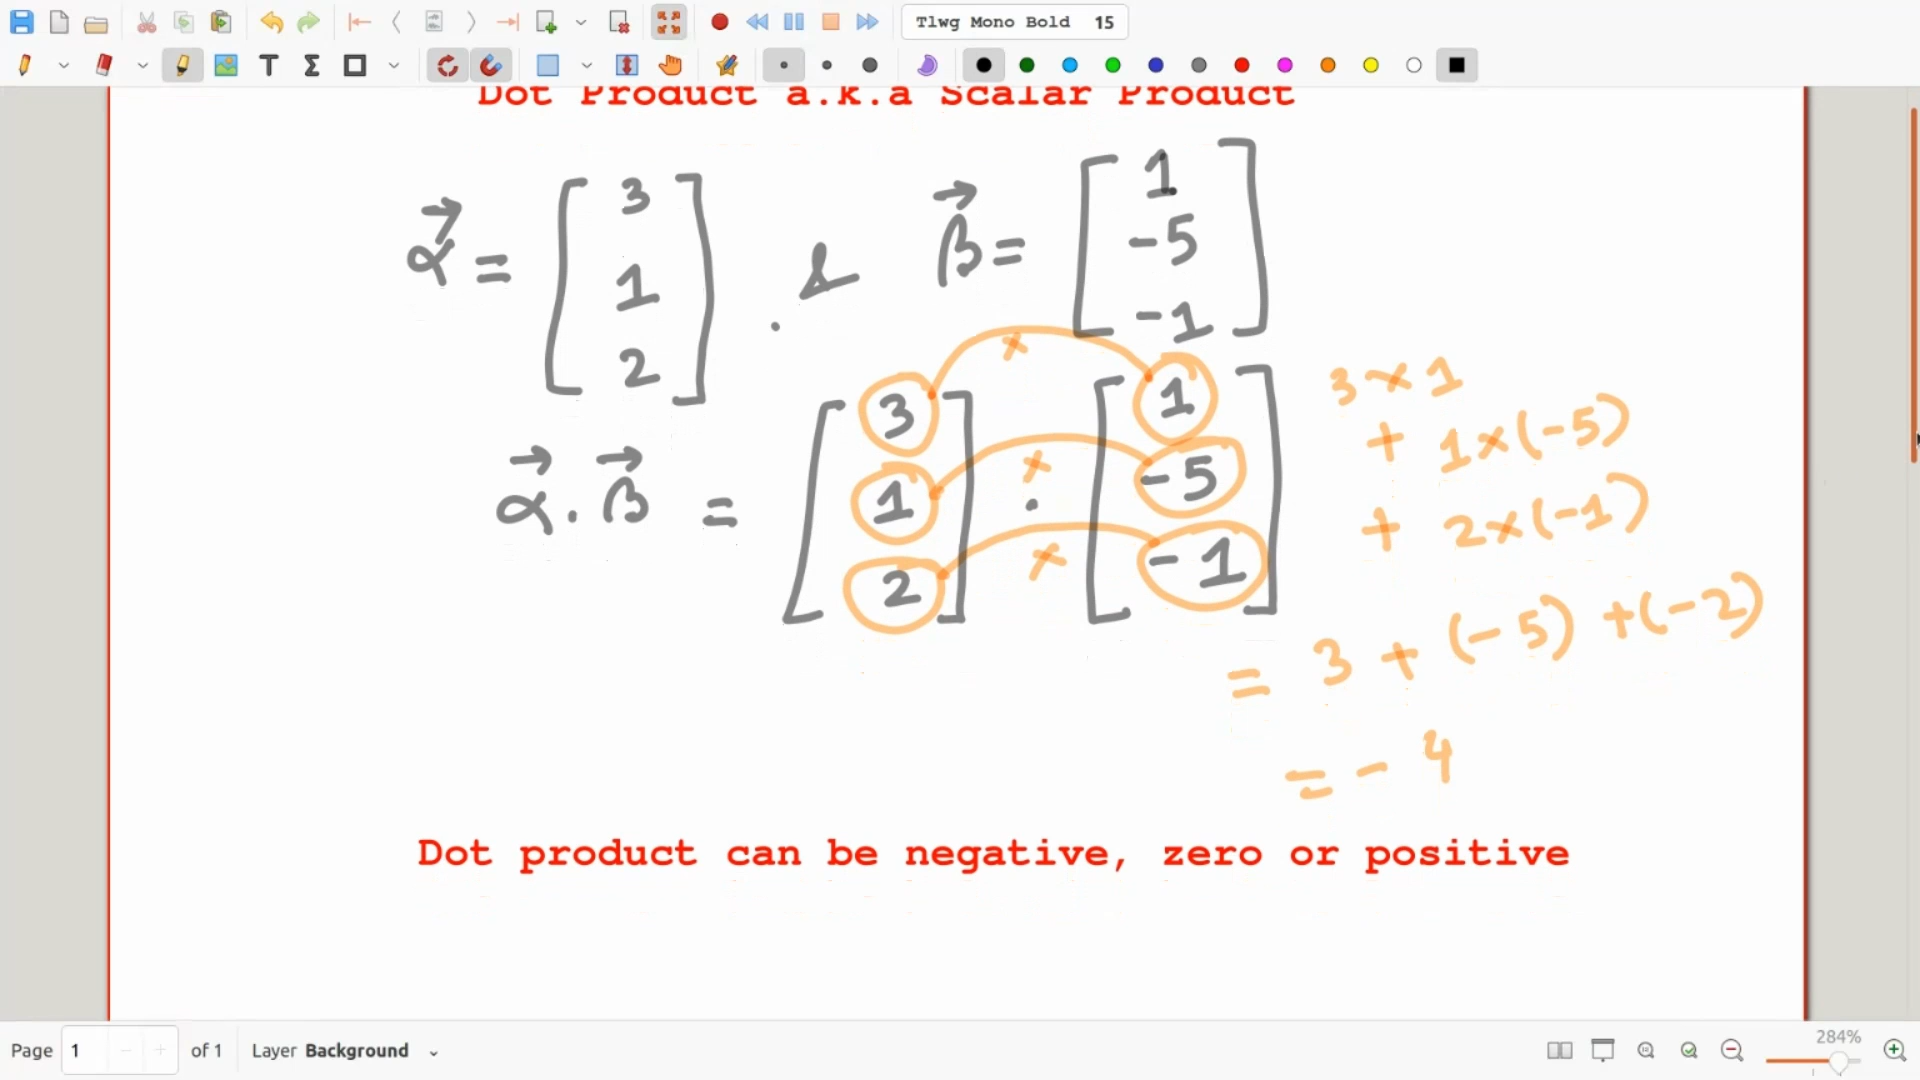 Tlwg Mono Bold 15
Dot Product a.k.a Scalar Product
α⃗ = [3 1 2] & β⃗ = [1 -5 -1]
α⃗ . β⃗ = [3 1 2] . [1 -5 -1]
× × ×
3 × 1
+ 1×(-5)
+ 2×(-1)
= 3 + (-5) +(-2)
= - 4
Dot product can be negative, zero or positive
Page 1 of 1 Layer Background 284%